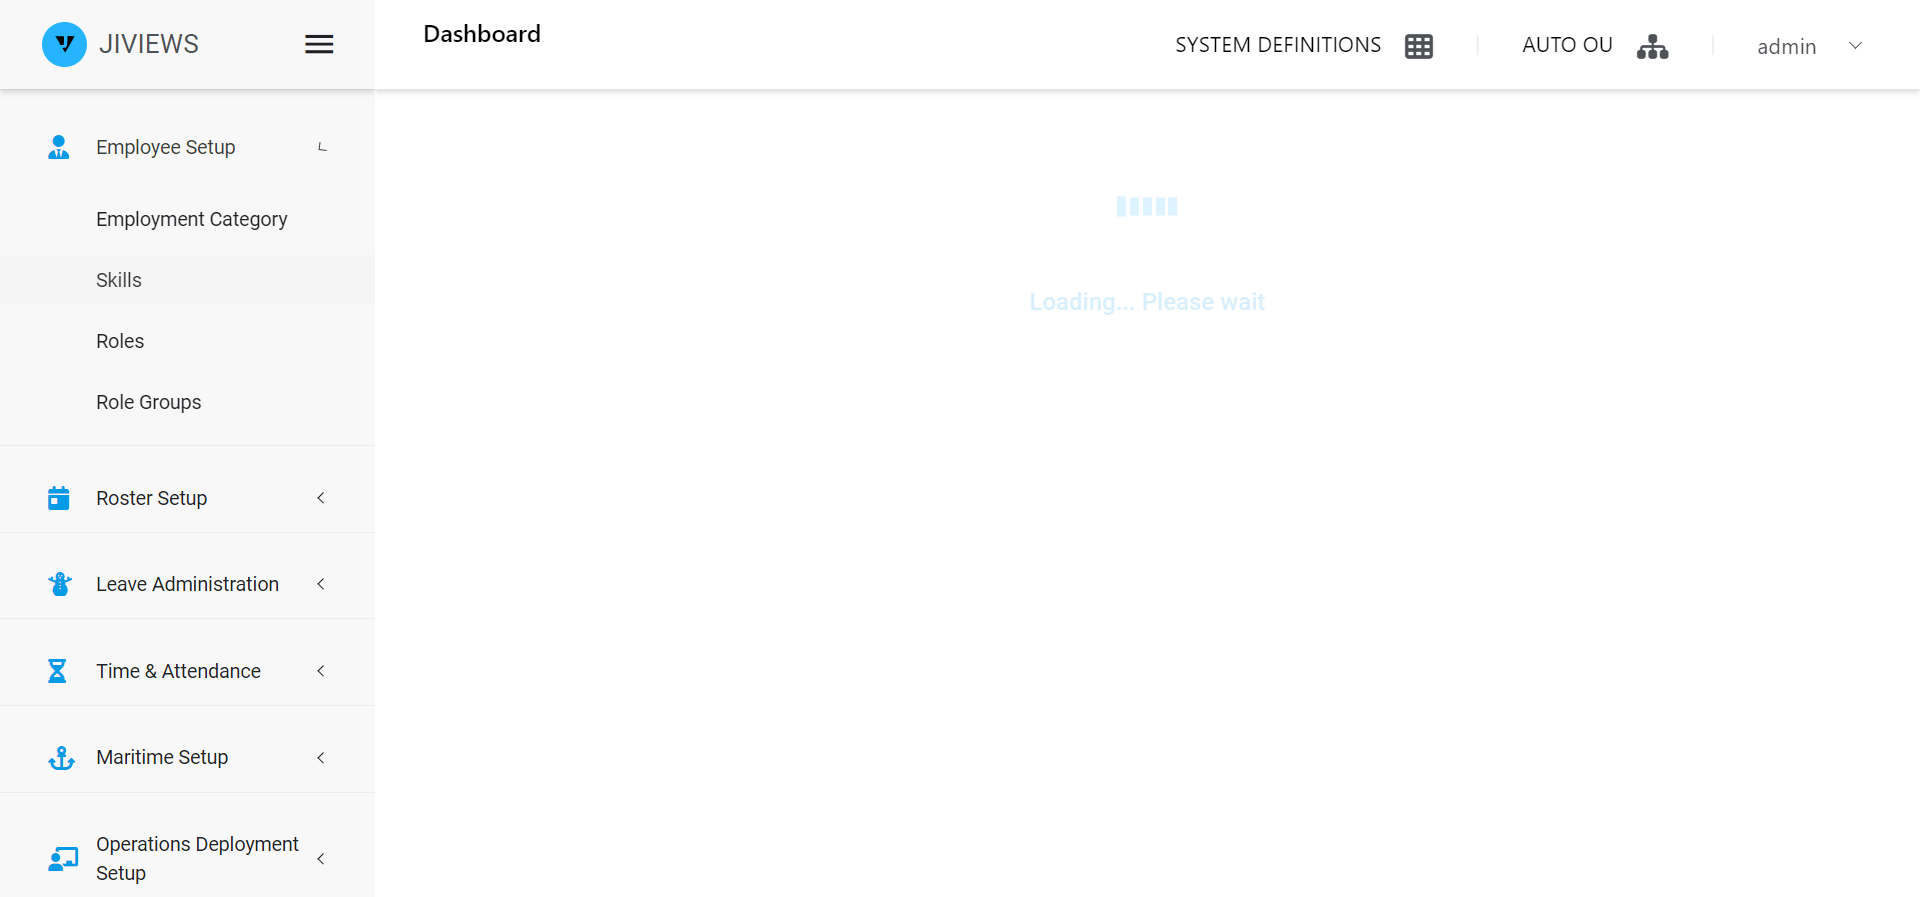 JIVIEWS
Dashboard
SYSTEM DEFINITIONS
AUTO OU
admin
Employee Setup
Employment Category
Skills
Roles
Role Groups
Roster Setup
Leave Administration
Time & Attendance
Maritime Setup
Operations Deployment
Setup
Loading... Please wait